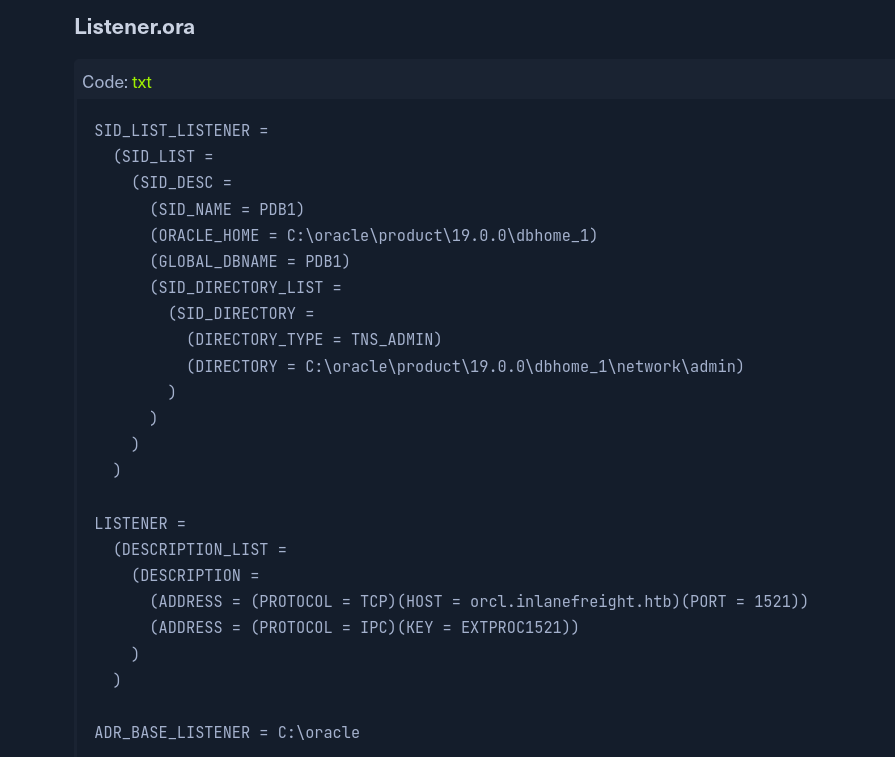 Listener.ora
Code: txt
SID_LIST_LISTENER =
  (SID_LIST =
    (SID_DESC =
      (SID_NAME = PDB1)
      (ORACLE_HOME = C:\oracle\product\19.0.0\dbhome_1)
      (GLOBAL_DBNAME = PDB1)
      (SID_DIRECTORY_LIST =
        (SID_DIRECTORY =
          (DIRECTORY_TYPE = TNS_ADMIN)
          (DIRECTORY = C:\oracle\product\19.0.0\dbhome_1\network\admin)
        )
      )
    )
  )

LISTENER =
  (DESCRIPTION_LIST =
    (DESCRIPTION =
      (ADDRESS = (PROTOCOL = TCP)(HOST = orcl.inlanefreight.htb)(PORT = 1521))
      (ADDRESS = (PROTOCOL = IPC)(KEY = EXTPROC1521))
    )
  )

ADR_BASE_LISTENER = C:\oracle